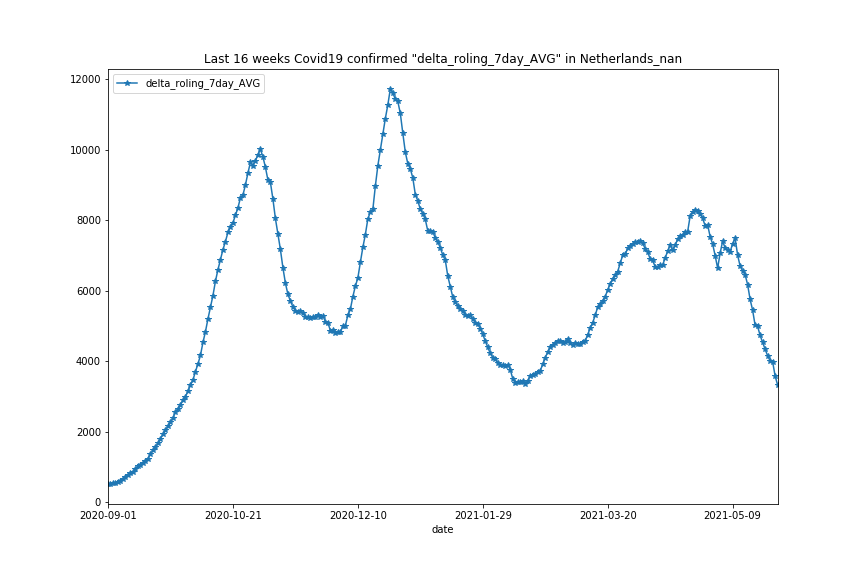 Last 16 weeks Covid19 confirmed "delta_roling_7day_AVG" in Netherlands_nan
delta_roling_7day_AVG
12000
10000
8000
6000
4000
2000
0
2020-09-01 2020-10-21 2020-12-10 2021-01-29 2021-03-20 2021-05-09
date